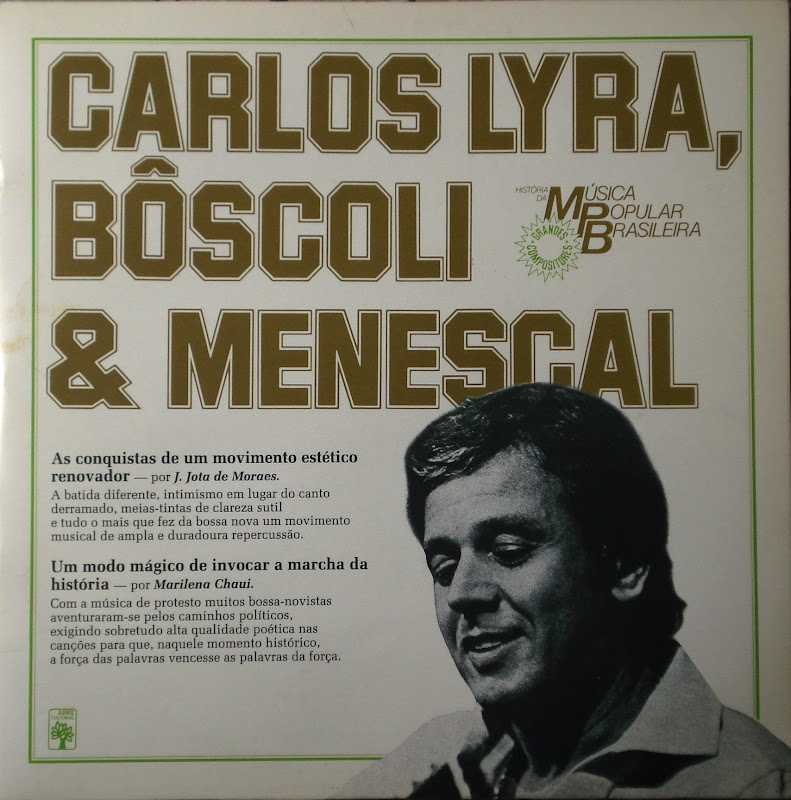 CARLOS LYRA,
BÔSCOLI
& MENESCAL
HISTÓRIA
DA
MÚSICA
POPULAR
BRASILEIRA
GRANDES
COMPOSITORES
As conquistas de um movimento estético
renovador — por J. Jota de Moraes.
A batida diferente, intimismo em lugar do canto
derramado, meias-tintas de clareza sutil
e tudo o mais que fez da bossa nova um movimento
musical de ampla e duradoura repercussão.
Um modo mágico de invocar a marcha da
história — por Marilena Chaui.
Com a música de protesto muitos bossa-novistas
aventuraram-se pelos caminhos políticos,
exigindo sobretudo alta qualidade poética nas
canções para que, naquele momento histórico,
a força das palavras vencesse as palavras da força.
ABRIL
CULTURAL